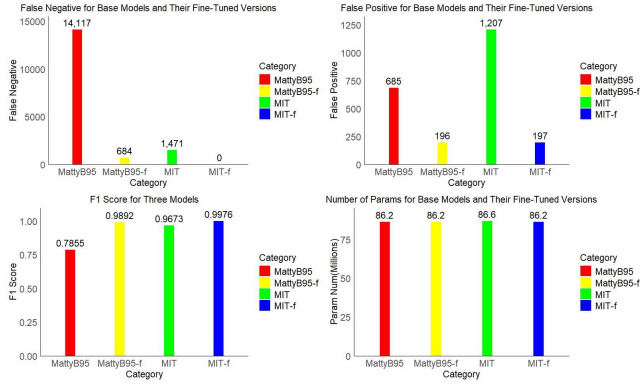 False Negative for Base Models and Their Fine-Tuned Versions
False Negative
15000
10000
5000
0
14,117
684
1,471
0
MattyB95
MattyB95-f
MIT
MIT-f
Category
Category
MattyB95
MattyB95-f
MIT
MIT-f
False Positive for Base Models and Their Fine-Tuned Versions
False Positive
1250
1000
750
500
250
0
685
196
1,207
197
MattyB95
MattyB95-f
MIT
MIT-f
Category
Category
MattyB95
MattyB95-f
MIT
MIT-f
F1 Score for Three Models
F1 Score
1.00
0.75
0.50
0.25
0.00
0.7855
0.9892
0.9673
0.9976
MattyB95
MattyB95-f
MIT
MIT-f
Category
Category
MattyB95
MattyB95-f
MIT
MIT-f
Number of Params for Base Models and Their Fine-Tuned Versions
Param Num(Millions)
75
50
25
0
86.2
86.2
86.6
86.2
MattyB95
MattyB95-f
MIT
MIT-f
Category
Category
MattyB95
MattyB95-f
MIT
MIT-f